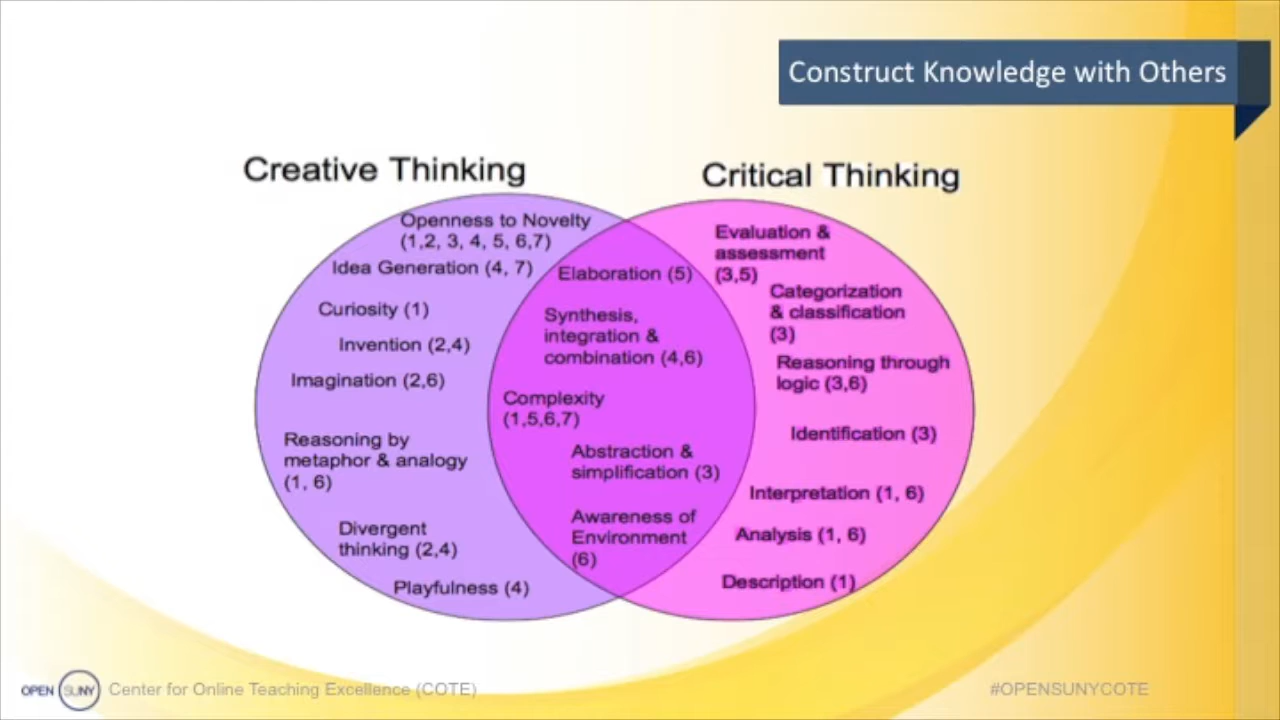 Construct Knowledge with Others
Creative Thinking
Critical Thinking
Openness to Novelty
(1,2, 3, 4, 5, 6,7)
Idea Generation (4, 7)
Curiosity (1)
Invention (2,4)
Imagination (2,6)
Reasoning by
metaphor & analogy
(1, 6)
Divergent
thinking (2,4)
Playfulness (4)
Elaboration (5)
Synthesis,
integration &
combination (4,6)
Complexity
(1,5,6,7)
Abstraction &
simplification (3)
Awareness of
Environment
(6)
Evaluation &
assessment
(3,5)
Categorization
& classification
(3)
Reasoning through
logic (3,6)
Identification (3)
Interpretation (1, 6)
Analysis (1, 6)
Description (1)
OPEN SUNY Center for Online Teaching Excellence (COTE)
#OPENSUNYCOTE